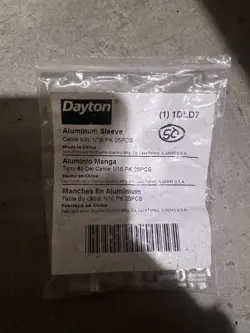 Dayton
(1) 1DLD7
Aluminum Sleeve
Cable size: 1/16 PK 25PCS
Made in China
Aluminio Manga
Tamaño Del Cable 1/16 PK 25PCS
Hecho en China
Manches En Aluminium
Taille du câble 1/16 PK 25PCS
Fabriqué en Chine